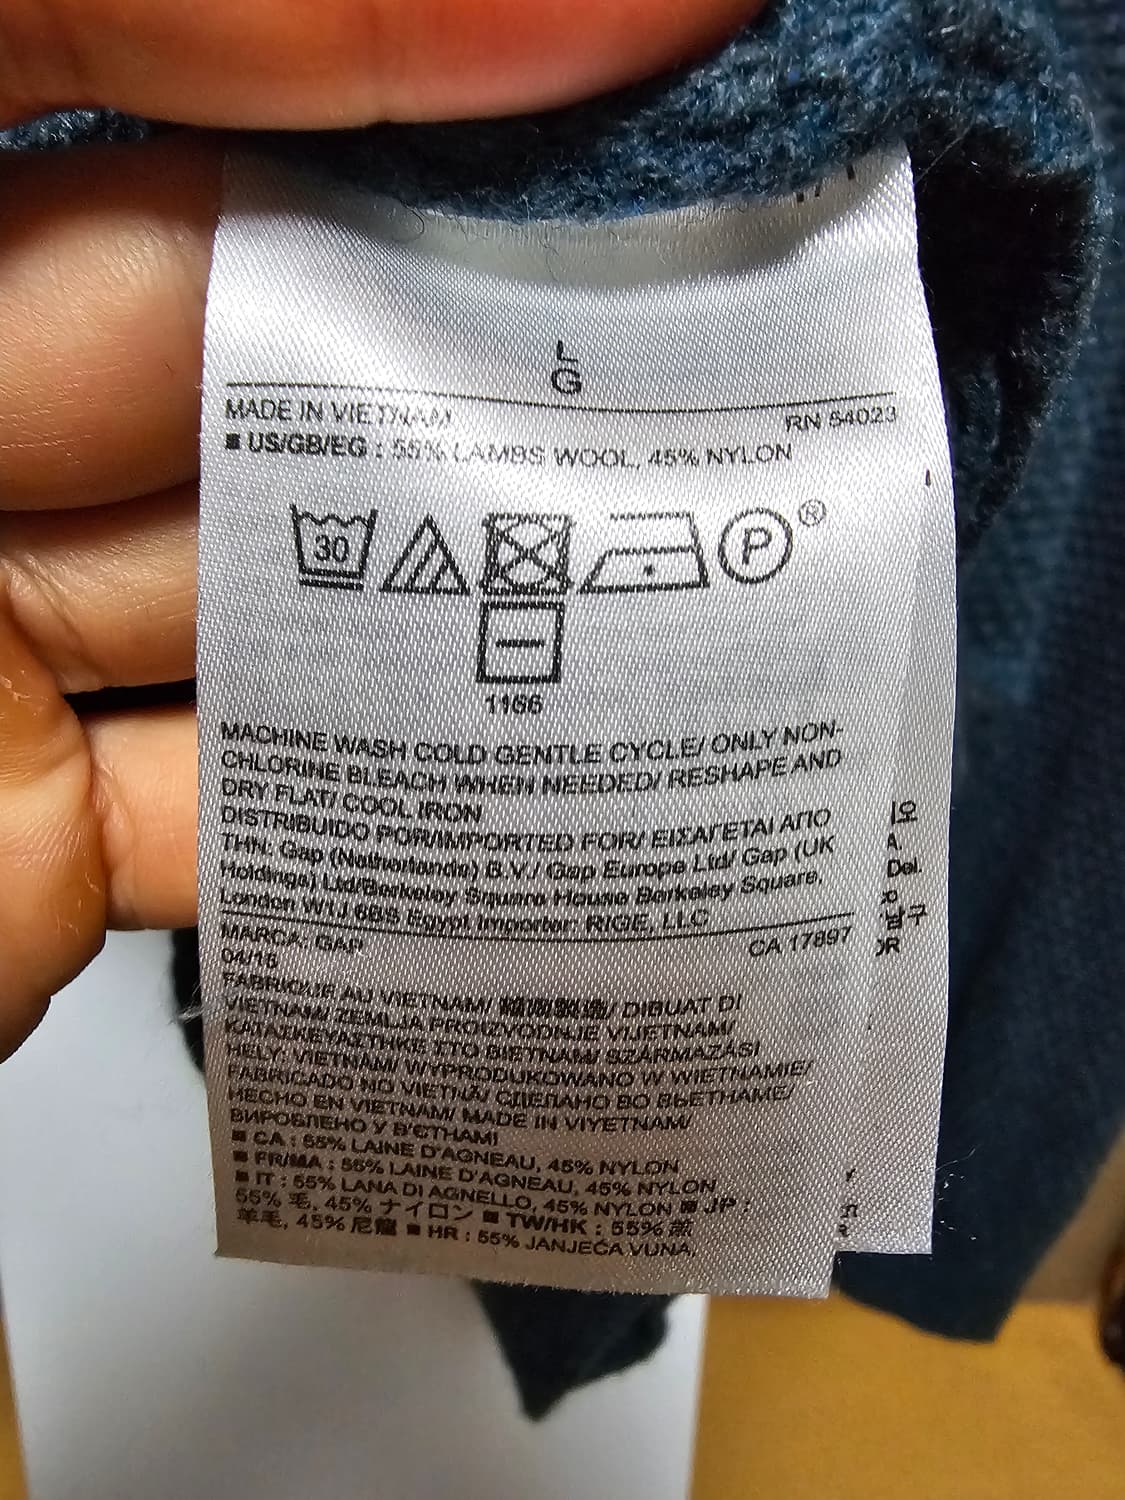 L
G
MADE IN VIETNAM
RN 54023
■ US/GB/EG : 55% LAMBS WOOL, 45% NYLON
30
P®
1166
MACHINE WASH COLD GENTLE CYCLE/ ONLY NON-
CHLORINE BLEACH WHEN NEEDED/ RESHAPE AND
DRY FLAT/ COOL IRON
DISTRIBUIDO POR/IMPORTED FOR/ ΕΙΣΑΓΕΤΑΙ ΑΠΟ
ΤΗΝ: Gap (Netherlands) B.V./ Gap Europe Ltd/ Gap (UK
Holdings) Ltd/Berkeley Square House Berkeley Square,
London W1J 6BS Egypt Importer: RIGE, LLC
MARCA: GAP
CA 17897
FABRIQUE AU VIETNAM/ 越南製造/ DIBUAT DI
VIETNAM/ ZEMLJA PROIZVODNJE VIJETNAM/
ΚΑΤΑΣΚΕΥΑΣΤΗΚΕ ΣΤΟ ΒΙΕΤΝΑΜ/ SZÁRMAZÁSI
HELY: VIETNAM/ WYPRODUKOWANO W WIETNAMIE/
FABRICADO NO VIETNÃ/ СДЕЛАНО ВО ВЬЕТНАМЕ/
HECHO EN VIETNAM/ MADE IN VIYETNAM/
ВИРОБЛЕНО У В'ЄТНАМІ
■ CA : 55% LAINE D'AGNEAU, 45% NYLON
■ FR/MA : 55% LAINE D'AGNEAU, 45% NYLON
■ IT : 55% LANA DI AGNELLO, 45% NYLON ■ JP :
55% 毛, 45% ナイロン ■ TW/HK : 55% 羔
羊毛, 45% 尼龍 ■ HR : 55% JANJEĆA VUNA,
Del.